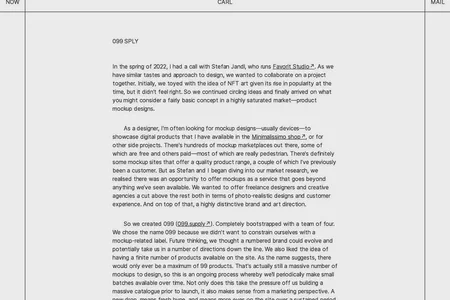 NOW
CARL
MAIL
099 SPLY
In the spring of 2022, I had a call with Stefan Jandl, who runs Favorit Studio↗. As we
have similar tastes and approach to design, we wanted to collaborate on a project
together. Initially, we toyed with the idea of NFT art given its rise in popularity at the
time, but it didn't feel right. So we continued circling ideas and finally arrived on what
you might consider a fairly basic concept in a highly saturated market—product
mockup designs.
As a designer, I'm often looking for mockup designs—usually devices—to
showcase digital products that I have available in the Minimalissimo shop↗, or for
other side projects. There's hundreds of mockup marketplaces out there, some of
which are free and others paid—most of which are really pedestrian. There's definitely
some mockup sites that offer a quality product range, a couple of which I've previously
been a customer. But as Stefan and I began diving into our market research, we
realised there was an opportunity to offer mockups as a service that goes beyond
anything we've seen available. We wanted to offer freelance designers and creative
agencies a cut above the rest both in terms of photo-realistic designs and customer
experience. And on top of that, a highly distinctive brand and art direction.
So we created 099 (099.supply↗). Completely bootstrapped with a team of four.
We chose the name 099 because we didn't want to constrain ourselves with a
mockup-related label. Future thinking, we thought a numbered brand could evolve and
potentially take us in a number of directions down the line. We also liked the idea of
having a finite number of products available on the site. As the name suggests, there
would only ever be a maximum of 99 products. That's actually still a massive number of
mockups to design, so this is an ongoing process whereby we'll periodically make small
batches available over time. Not only does this take the pressure off us building a
massive catalogue prior to launch, it also makes sense from a marketing perspective. A
new drop, means fresh hype, and means more eyes on the site over a sustained period